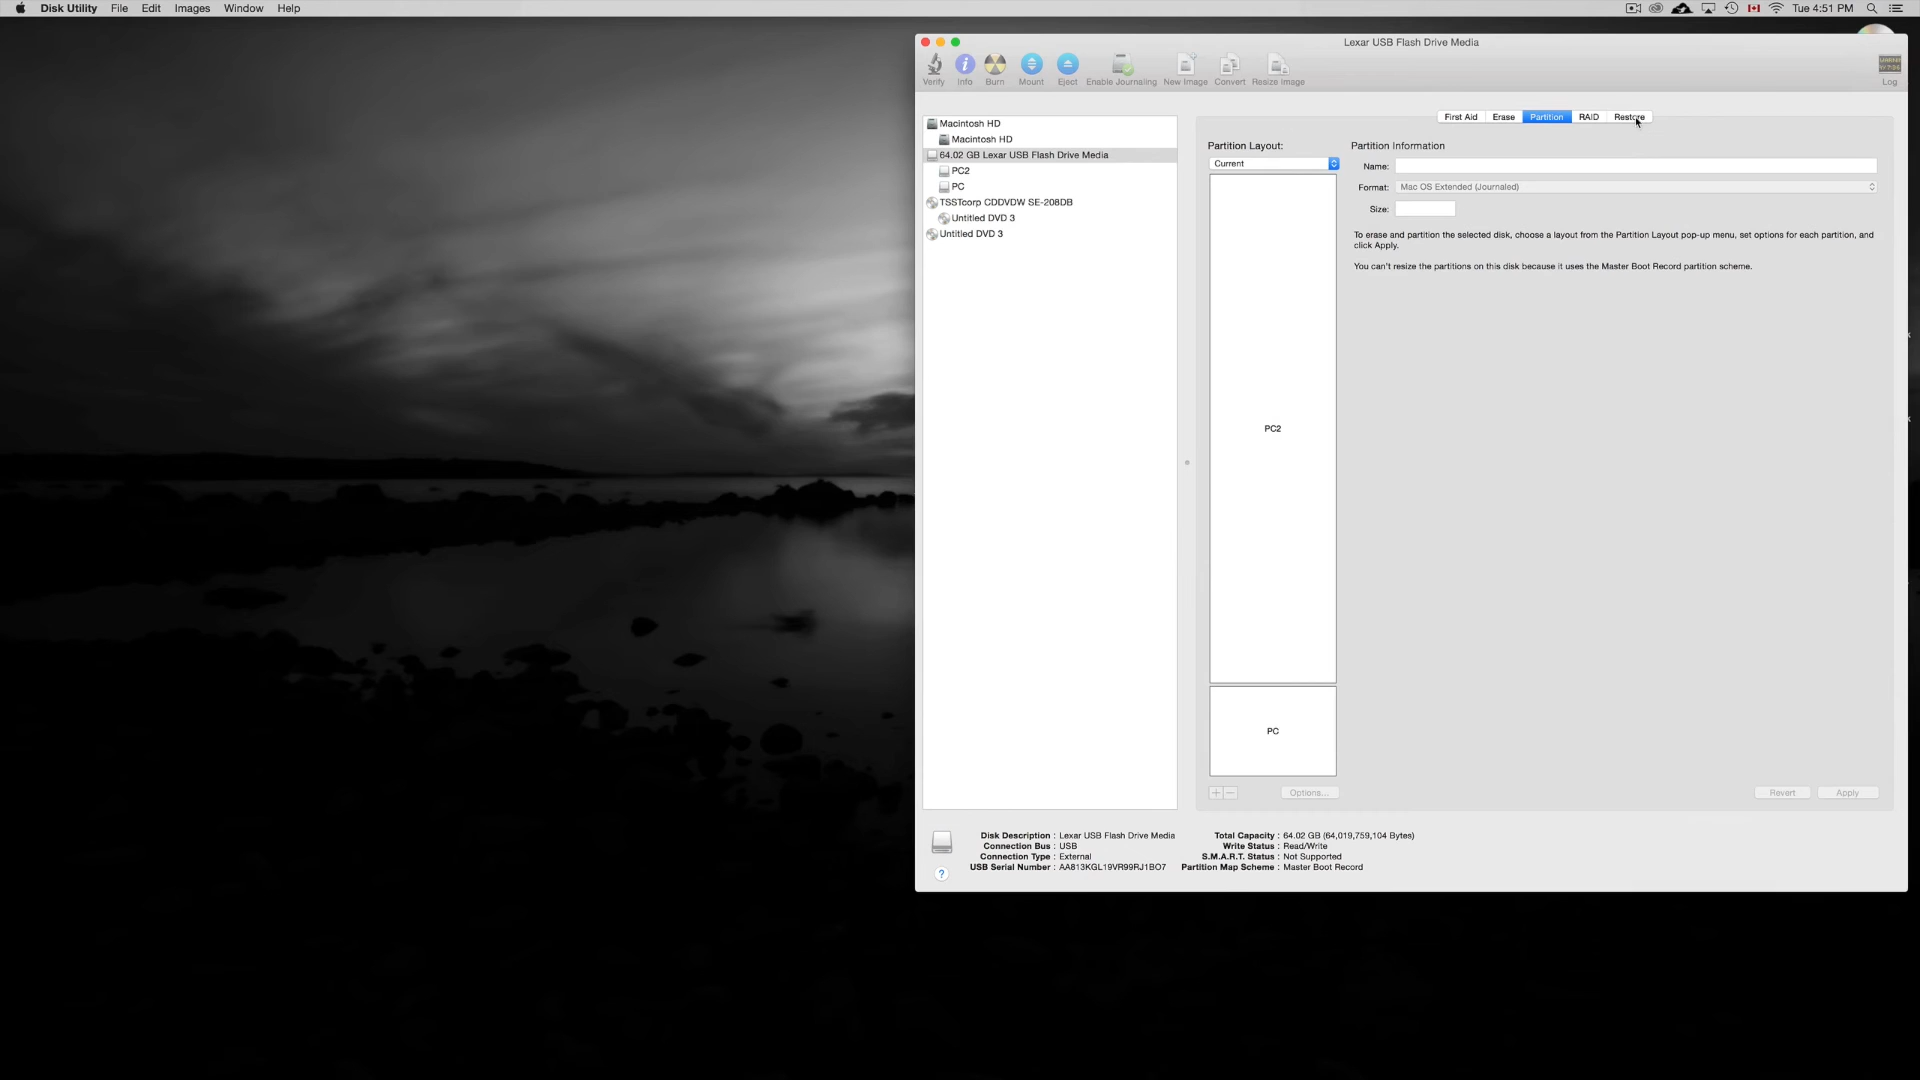 Disk Utility File Edit Images Window Help
Tue 4:51 PM
Lexar USB Flash Drive Media
Verify Info Burn Mount Eject Enable Journaling New Image Convert Resize Image Log
First Aid Erase Partition RAID Restore
Macintosh HD
Macintosh HD
64.02 GB Lexar USB Flash Drive Media
PC2
PC
TSSTcorp CDDVDW SE-208DB
Untitled DVD 3
Untitled DVD 3
Partition Layout:
Current
PC2
PC
Options...
Partition Information
Name:
Format: Mac OS Extended (Journaled)
Size:
To erase and partition the selected disk, choose a layout from the Partition Layout pop-up menu, set options for each partition, and
click Apply.
You can't resize the partitions on this disk because it uses the Master Boot Record partition scheme.
Revert Apply
Disk Description : Lexar USB Flash Drive Media
Connection Bus : USB
Connection Type : External
USB Serial Number : AA813KGL19VR99RJ1BO7
Total Capacity : 64.02 GB (64,019,759,104 Bytes)
Write Status : Read/Write
S.M.A.R.T. Status : Not Supported
Partition Map Scheme : Master Boot Record
?